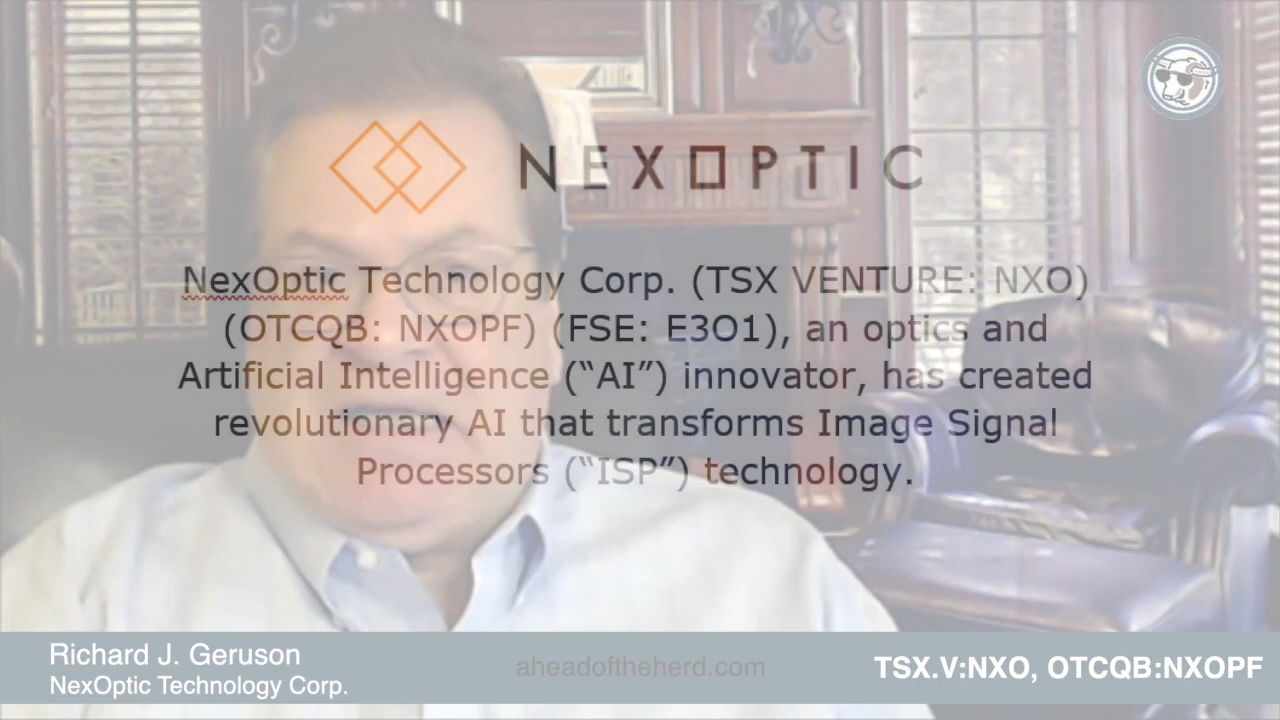 NEXOPTIC
NexOptic Technology Corp. (TSX VENTURE: NXO)
(OTCQB: NXOPF) (FSE: E3O1), an optics and
Artificial Intelligence (“AI”) innovator, has created
revolutionary AI that transforms Image Signal
Processors (“ISP”) technology.
Richard J. Geruson
NexOptic Technology Corp.
aheadoftheherd.com
TSX.V:NXO, OTCQB:NXOPF